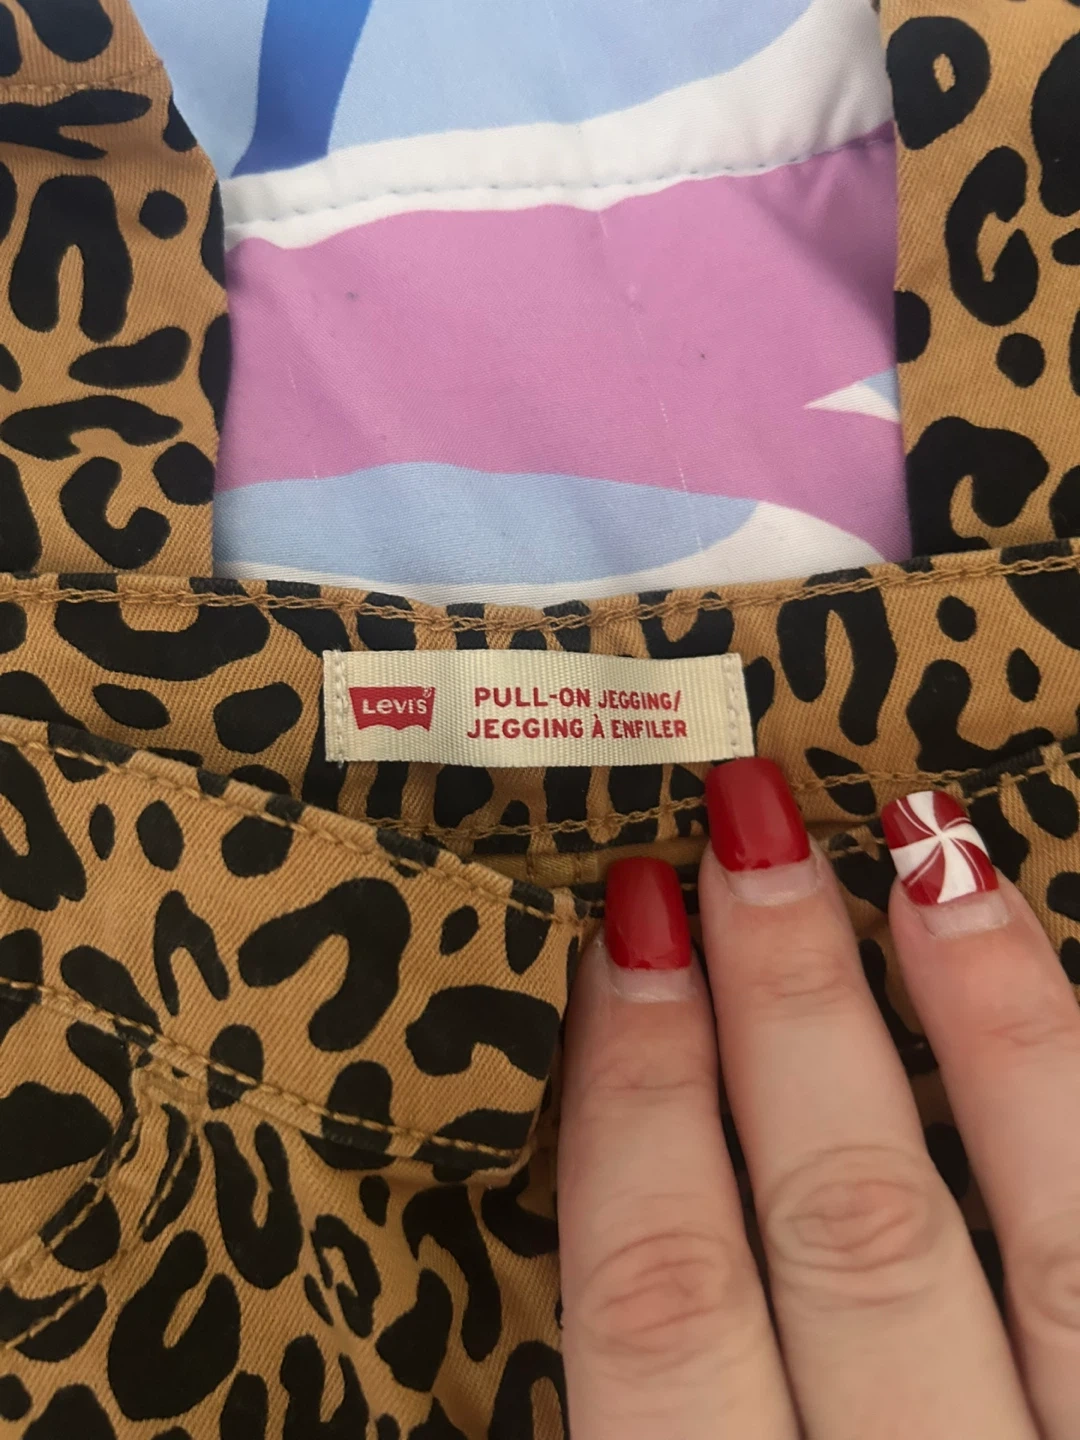 LEVI'S®
PULL-ON JEGGING/
JEGGING À ENFILER